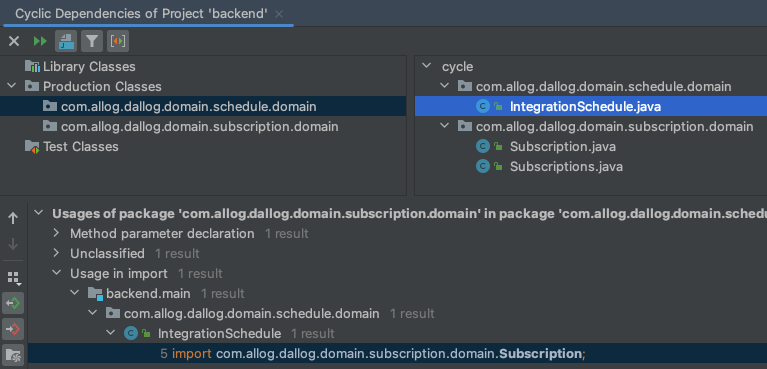 Cyclic Dependencies of Project 'backend'
Library Classes
Production Classes
com.allog.dallog.domain.schedule.domain
com.allog.dallog.domain.subscription.domain
Test Classes
cycle
com.allog.dallog.domain.schedule.domain
IntegrationSchedule.java
com.allog.dallog.domain.subscription.domain
Subscription.java
Subscriptions.java
Usages of package 'com.allog.dallog.domain.subscription.domain' in package 'com.allog.dallog.domain.sched
Method parameter declaration 1 result
Unclassified 1 result
Usage in import 1 result
backend.main 1 result
com.allog.dallog.domain.schedule.domain 1 result
IntegrationSchedule 1 result
5 import com.allog.dallog.domain.subscription.domain.Subscription;